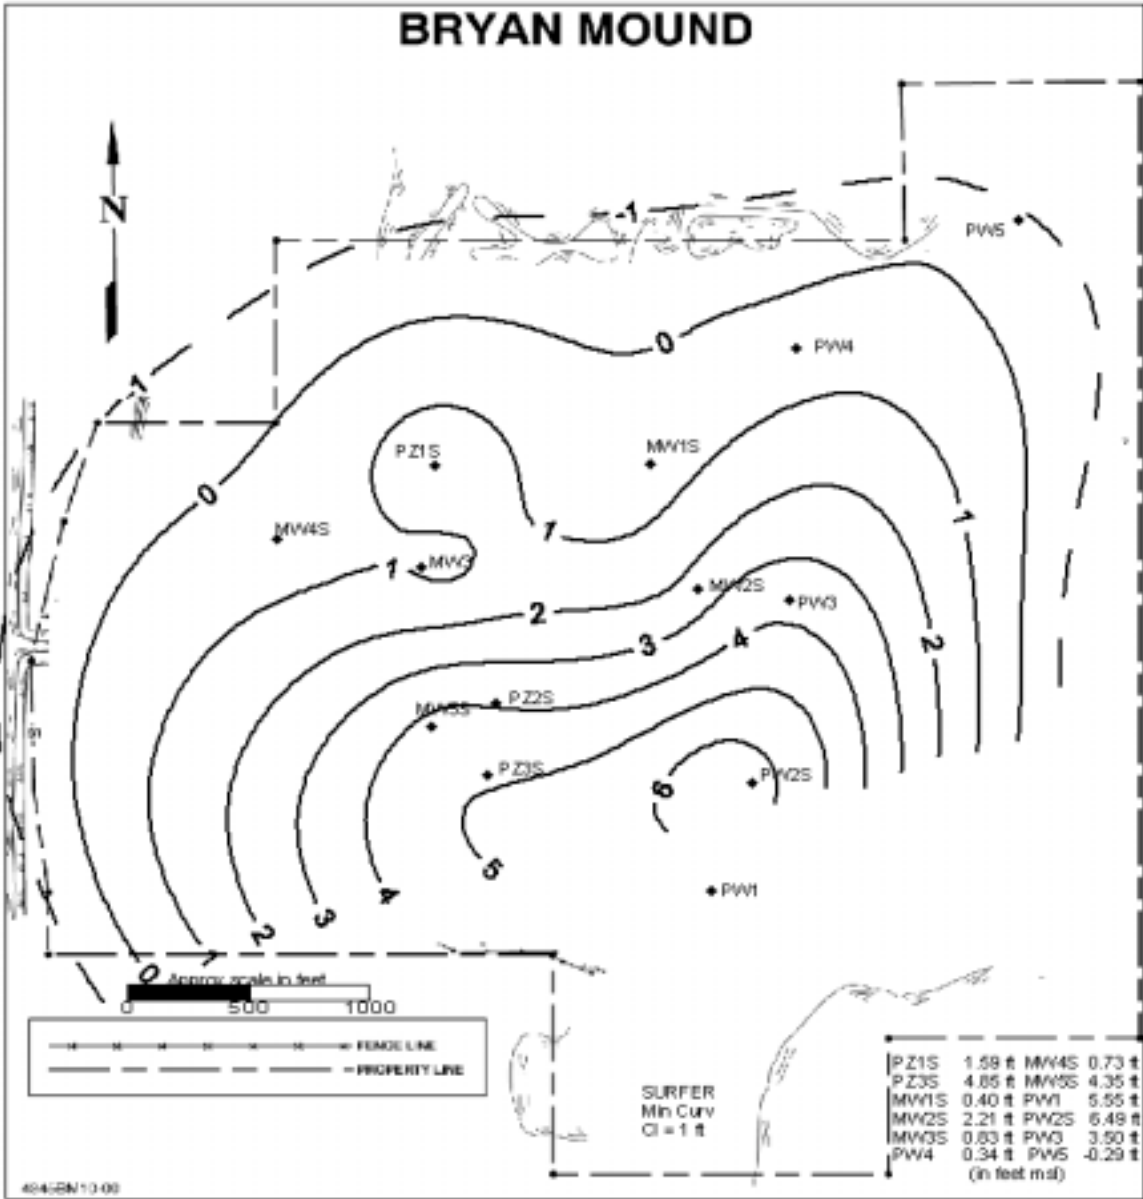 BRYAN MOUND
N
-1
PW5
0
PW4
-1
PZ1S
MW1S
0
MW4S
1
1
1
MW3
2
MW2S
PW3
3
4
2
MW5S
PZ2S
PZ3S
6
PW2S
5
4
PW1
3
2
1
0
Approx scale in feet
0 500 1000
FENCE LINE
PROPERTY LINE
SURFER
Min Curv
CI = 1 ft
PZ1S 1.59 ft MW4S 0.73 ft
PZ3S 4.85 ft MW5S 4.35 ft
MW1S 0.40 ft PW1 5.55 ft
MW2S 2.21 ft PW2S 6.49 ft
MW3S 0.83 ft PW3 3.50 ft
PW4 0.34 ft PW5 -0.29 ft
(in feet msl)